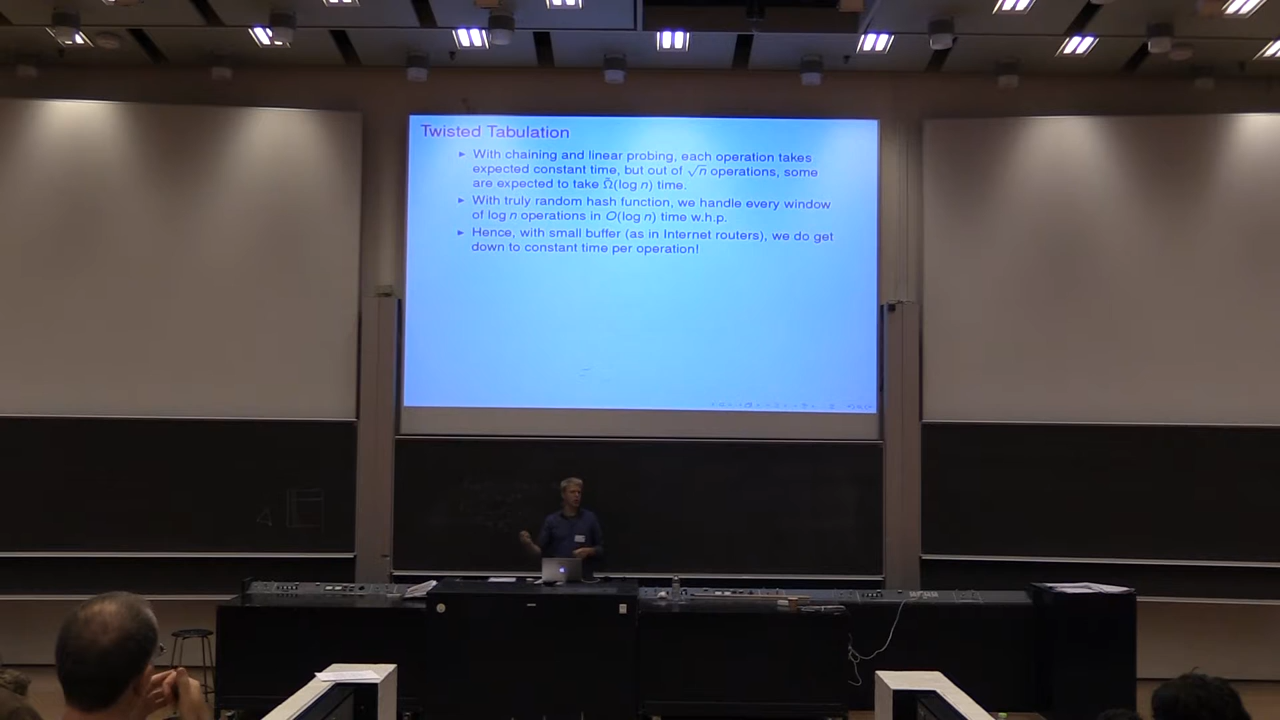 Twisted Tabulation
► With chaining and linear probing, each operation takes
expected constant time, but out of √n operations, some
are expected to take Ω̃(log n) time.
► With truly random hash function, we handle every window
of log n operations in O(log n) time w.h.p.
► Hence, with small buffer (as in Internet routers), we do get
down to constant time per operation!